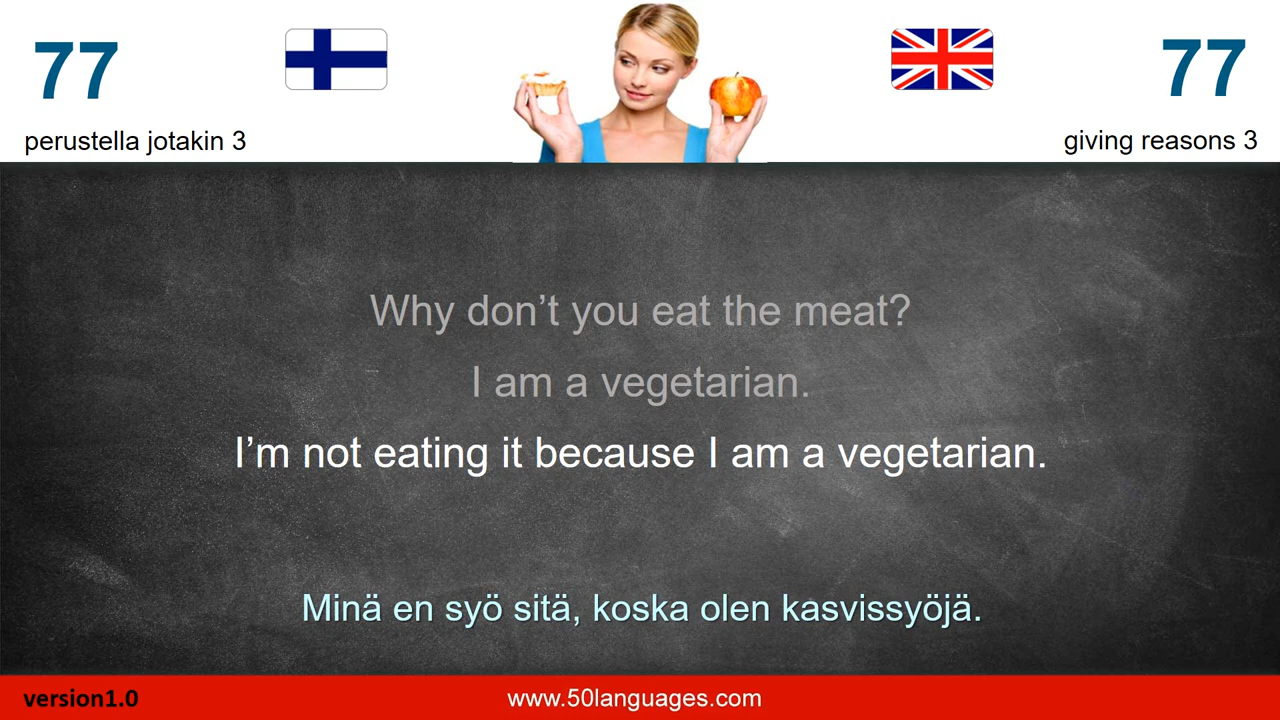 77
77
perustella jotakin 3
giving reasons 3
Why don’t you eat the meat?
I am a vegetarian.
I’m not eating it because I am a vegetarian.
Minä en syö sitä, koska olen kasvissyöjä.
version1.0
www.50languages.com